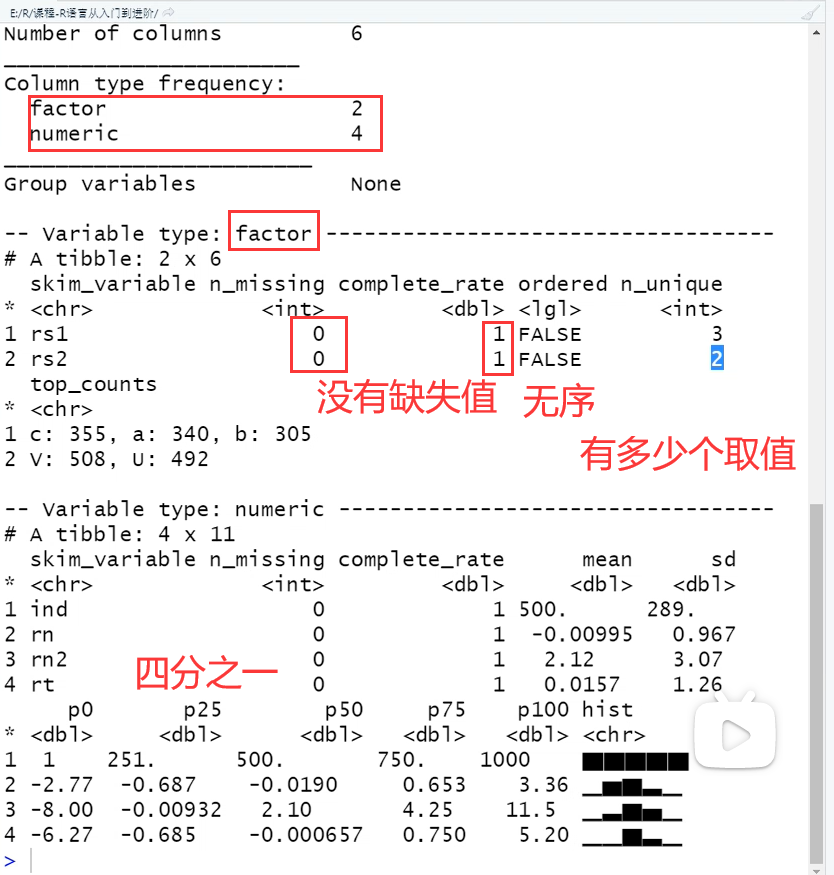 E:/R/课程-R语言从入门到进阶/
Number of columns 6
Column type frequency:
factor 2
numeric 4
Group variables None
-- Variable type: factor -----------------------------------
# A tibble: 2 x 6
skim_variable n_missing complete_rate ordered n_unique
* <chr> <int> <dbl> <lgl> <int>
1 rs1 0 1 FALSE 3
2 rs2 0 1 FALSE 2
top_counts
* <chr>
没有缺失值 无序
1 c: 355, a: 340, b: 305
2 V: 508, U: 492
有多少个取值
-- Variable type: numeric ----------------------------------
# A tibble: 4 x 11
skim_variable n_missing complete_rate mean sd
* <chr> <int> <dbl> <dbl> <dbl>
1 ind 0 1 500. 289.
2 rn 0 1 -0.00995 0.967
3 rn2 0 1 2.12 3.07
4 rt 0 1 0.0157 1.26
四分之一
p0 p25 p50 p75 p100 hist
* <dbl> <dbl> <dbl> <dbl> <dbl> <chr>
1 1 251. 500. 750. 1000 ▇▇▇▇▇
2 -2.77 -0.687 -0.0190 0.653 3.36 ▁▅▇▂▁
3 -8.00 -0.00932 2.10 4.25 11.5 ▁▃▇▅▁
4 -6.27 -0.685 -0.000657 0.750 5.20 ▁▁▇▂▁
>